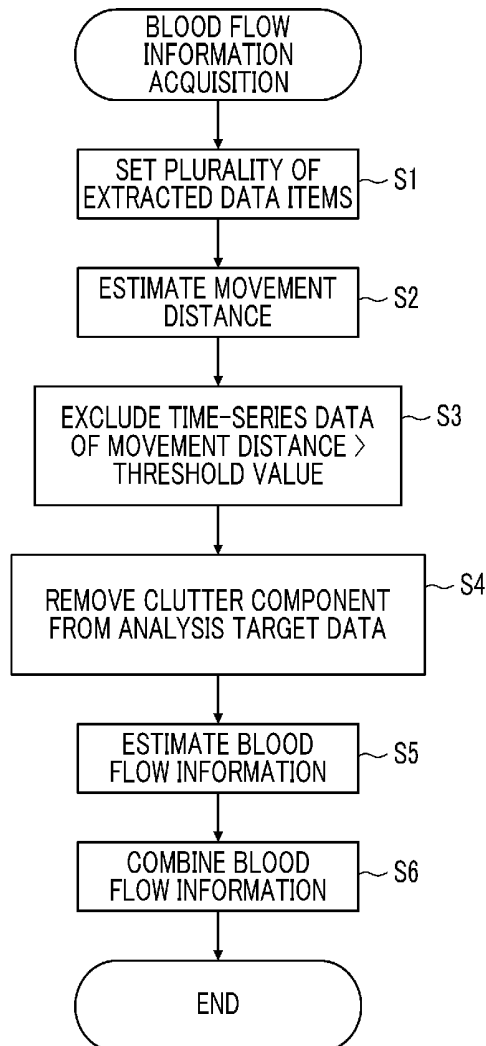 BLOOD FLOW
INFORMATION
ACQUISITION
SET PLURALITY OF
EXTRACTED DATA ITEMS
S1
ESTIMATE MOVEMENT
DISTANCE
S2
EXCLUDE TIME-SERIES DATA
OF MOVEMENT DISTANCE >
THRESHOLD VALUE
S3
REMOVE CLUTTER COMPONENT
FROM ANALYSIS TARGET DATA
S4
ESTIMATE BLOOD
FLOW INFORMATION
S5
COMBINE BLOOD
FLOW INFORMATION
S6
END